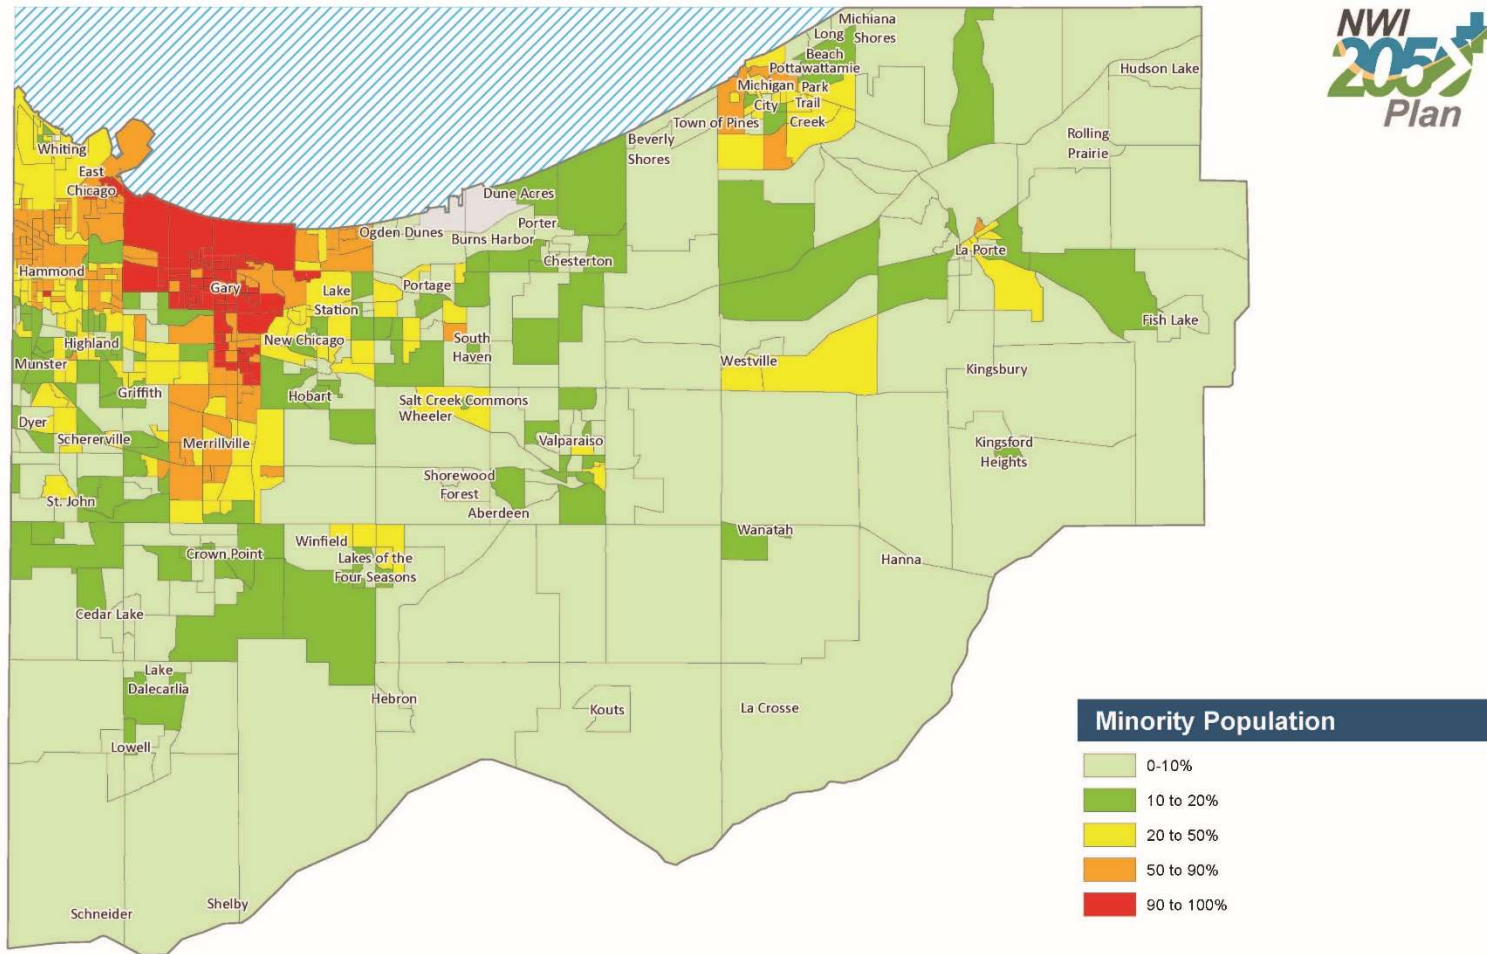 NWI
2050
Plan
Michiana
Shores
Long
Beach
Pottawattamie
Park
Michigan
City
Trail
Creek
Town of Pines
Hudson Lake
Rolling
Prairie
Beverly
Shores
Whiting
East
Chicago
Dune Acres
Porter
Ogden Dunes
Burns Harbor
Chesterton
La Porte
Hammond
Gary
Lake
Station
Portage
Fish Lake
Highland
New Chicago
South
Haven
Munster
Westville
Kingsbury
Griffith
Hobart
Salt Creek Commons
Wheeler
Dyer
Schererville
Merrillville
Valparaiso
Kingsford
Heights
Shorewood
Forest
St. John
Aberdeen
Wanatah
Winfield
Crown Point
Lakes of the
Four Seasons
Hanna
Cedar Lake
Lake
Dalecarlia
Hebron
Kouts
La Crosse
Lowell
Schneider
Shelby
Minority Population
0-10%
10 to 20%
20 to 50%
50 to 90%
90 to 100%